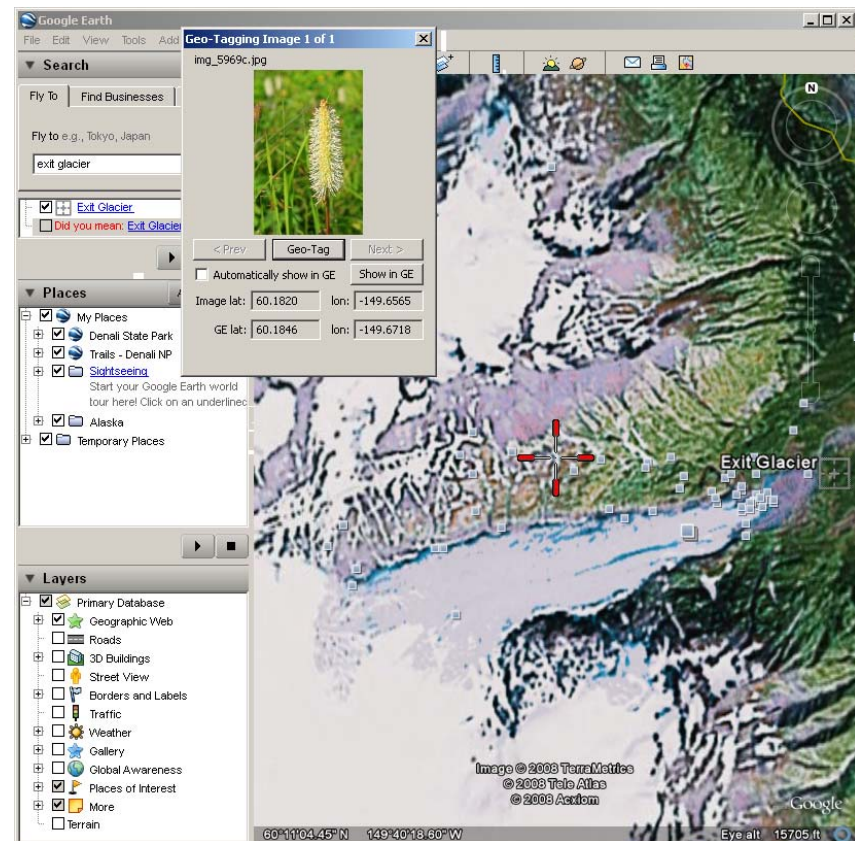 Google Earth
File Edit View Tools Add
Search
Fly To
Find Businesses
Fly to e.g., Tokyo, Japan
exit glacier
Exit Glacier
Did you mean: Exit Glacier
Geo-Tagging Image 1 of 1
img_5969c.jpg
< Prev
Geo-Tag
Next >
Automatically show in GE
Show in GE
Image lat: 60.1820 lon: -149.6565
GE lat: 60.1846 lon: -149.6718
Places
My Places
Denali State Park
Trails - Denali NP
Sightseeing
Start your Google Earth world
tour here! Click on an underlined
Alaska
Temporary Places
Layers
Primary Database
Geographic Web
Roads
3D Buildings
Street View
Borders and Labels
Traffic
Weather
Gallery
Global Awareness
Places of Interest
More
Terrain
N
Exit Glacier
Image © 2008 TerraMetrics
© 2008 Tele Atlas
© 2008 Acxiom
Google
60°11'04.45" N 149°40'18.60" W
Eye alt 15705 ft